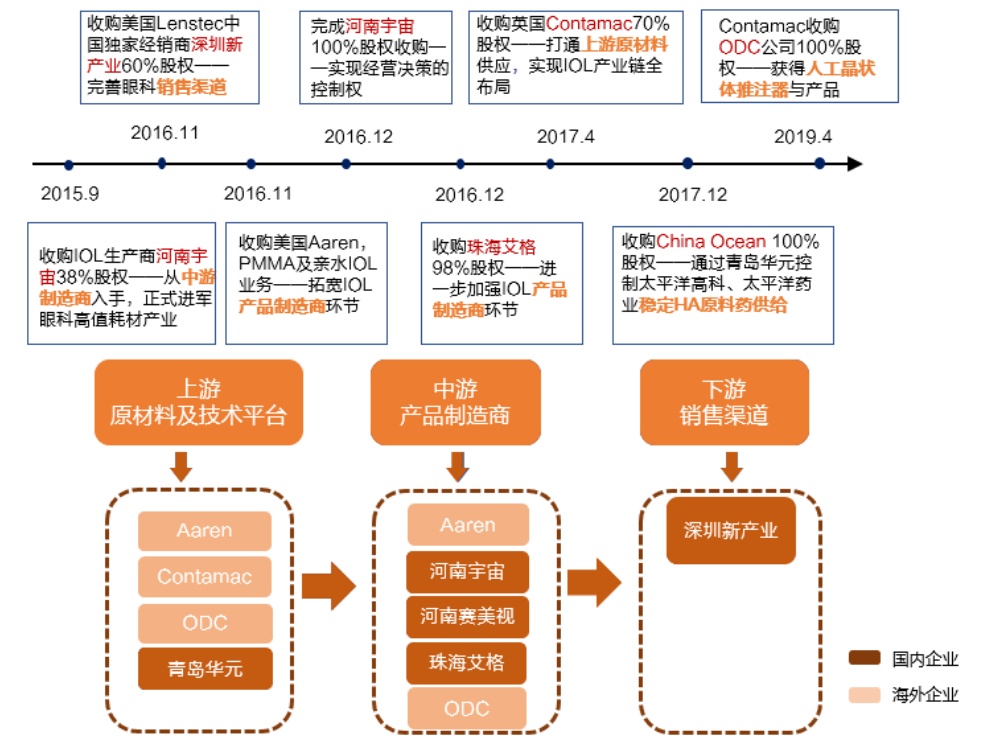 收购美国Lenstec中
国独家经销商深圳新
产业60%股权——
完善眼科销售渠道
完成河南宇宙
100%股权收购—
—实现经营决策的
控制权
收购英国Contamac70%
股权——打通上游原材料
供应，实现IOL产业链全
布局
Contamac收购
ODC公司100%股
权——获得人工晶状
体推注器与产品
2016.11
2016.12
2017.4
2019.4
2015.9
2016.11
2016.12
2017.12
收购IOL生产商河南宇
宙38%股权——从中游
制造商入手，正式进军
眼科高值耗材产业
收购美国Aaren，
PMMA及亲水IOL
业务——拓宽IOL
产品制造商环节
收购珠海艾格
98%股权——进
一步加强IOL产品
制造商环节
收购China Ocean 100%
股权——通过青岛华元控
制太平洋高科、太平洋药
业稳定HA原料药供给
上游
原材料及技术平台
中游
产品制造商
下游
销售渠道
Aaren
Contamac
ODC
青岛华元
Aaren
河南宇宙
河南赛美视
珠海艾格
ODC
深圳新产业
国内企业
海外企业